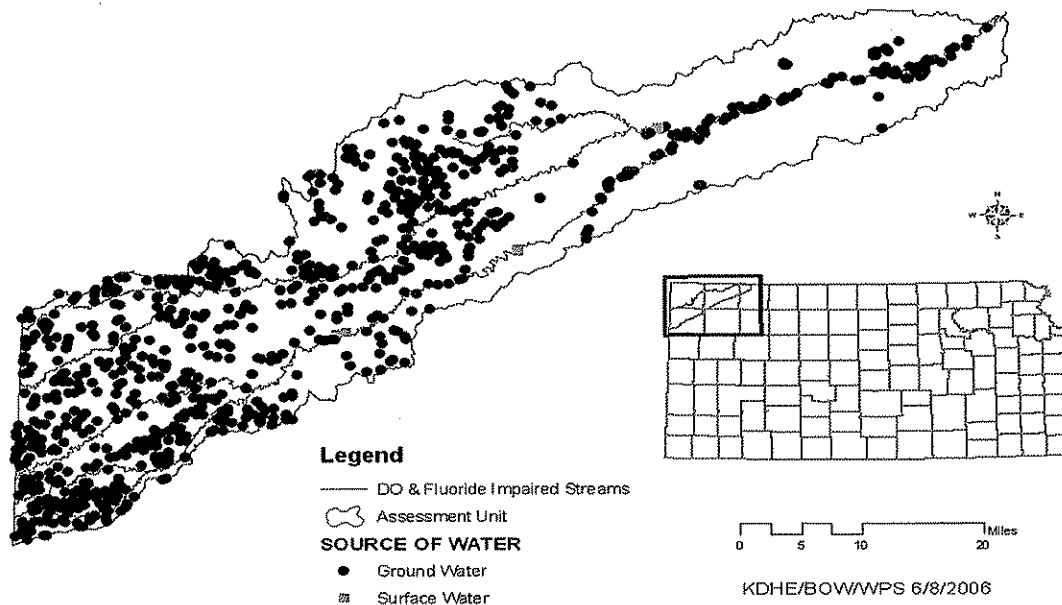 N
W E
S
Legend
DO & Fluoride Impaired Streams
Assessment Unit
SOURCE OF WATER
Ground Water
Surface Water
Miles
0 5 10 20
KDHE/BOW/WPS 6/8/2006